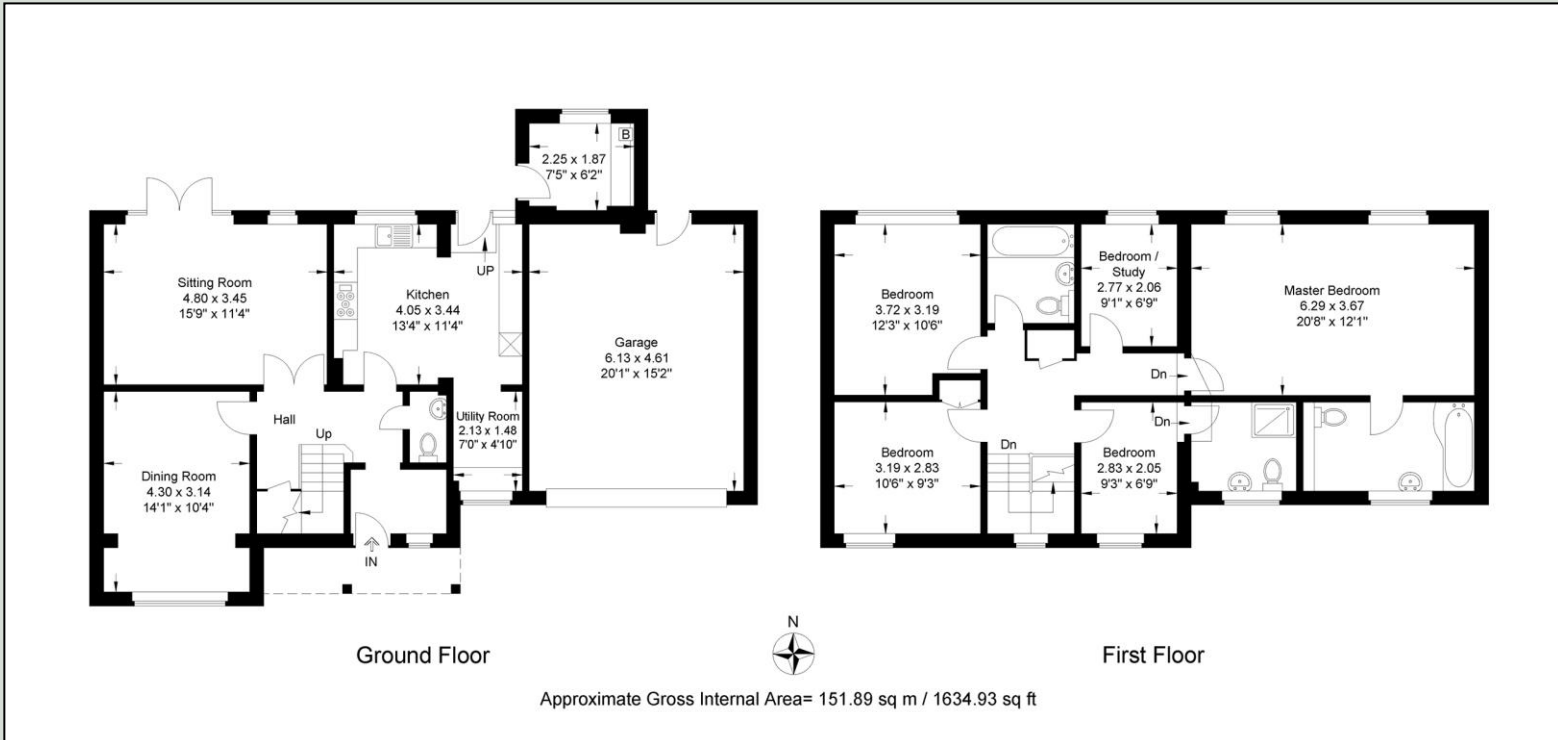 2.25 x 1.87
7'5" x 6'2"
B
Sitting Room
4.80 x 3.45
15'9" x 11'4"
UP
Kitchen
4.05 x 3.44
13'4" x 11'4"
Garage
6.13 x 4.61
20'1" x 15'2"
Hall
Up
Utility Room
2.13 x 1.48
7'0" x 4'10"
Dining Room
4.30 x 3.14
14'1" x 10'4"
IN
Ground Floor
Bedroom
3.72 x 3.19
12'3" x 10'6"
Bedroom /
Study
2.77 x 2.06
9'1" x 6'9"
Master Bedroom
6.29 x 3.67
20'8" x 12'1"
Dn
Dn
Dn
Bedroom
3.19 x 2.83
10'6" x 9'3"
Bedroom
2.83 x 2.05
9'3" x 6'9"
First Floor
N
Approximate Gross Internal Area= 151.89 sq m / 1634.93 sq ft